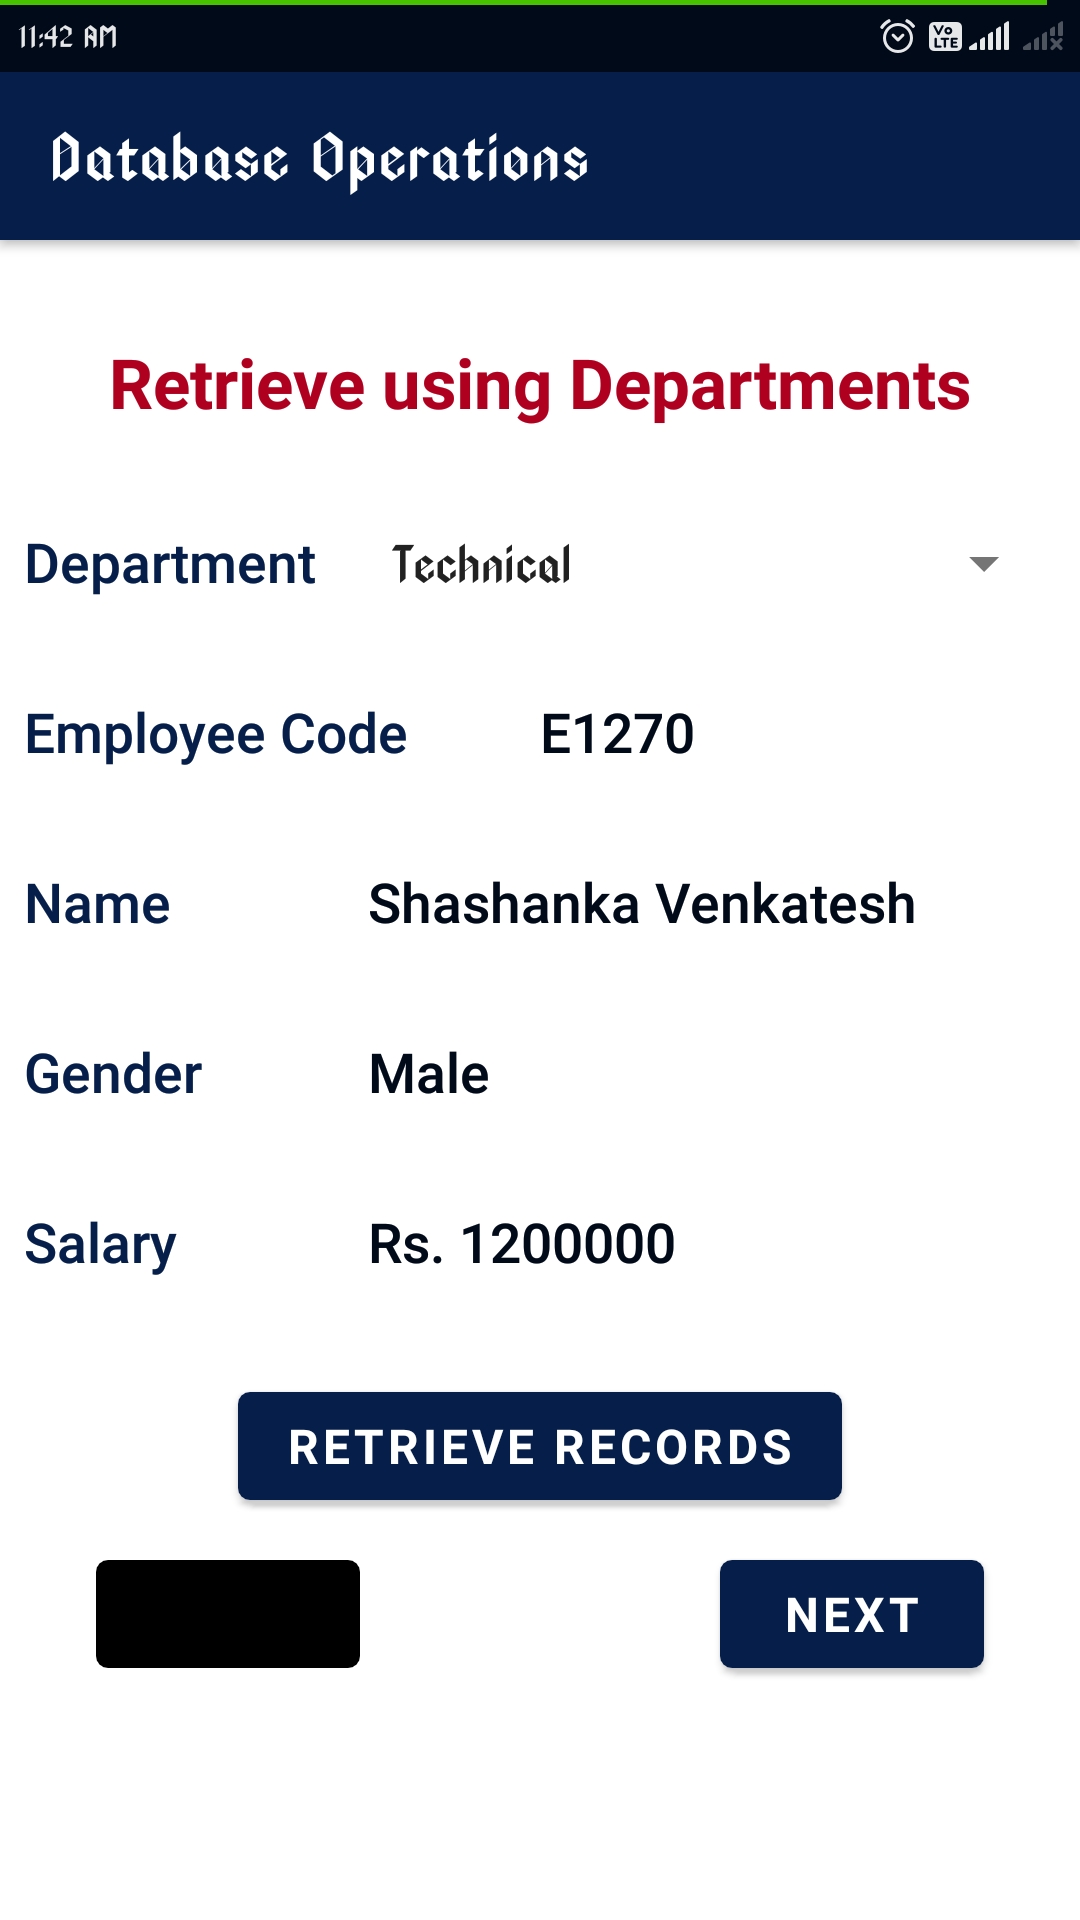 11:42 AM
Vo LTE
Database Operations
Retrieve using Departments
Department Technical
Employee Code E1270
Name Shashanka Venkatesh
Gender Male
Salary Rs. 1200000
RETRIEVE RECORDS
NEXT